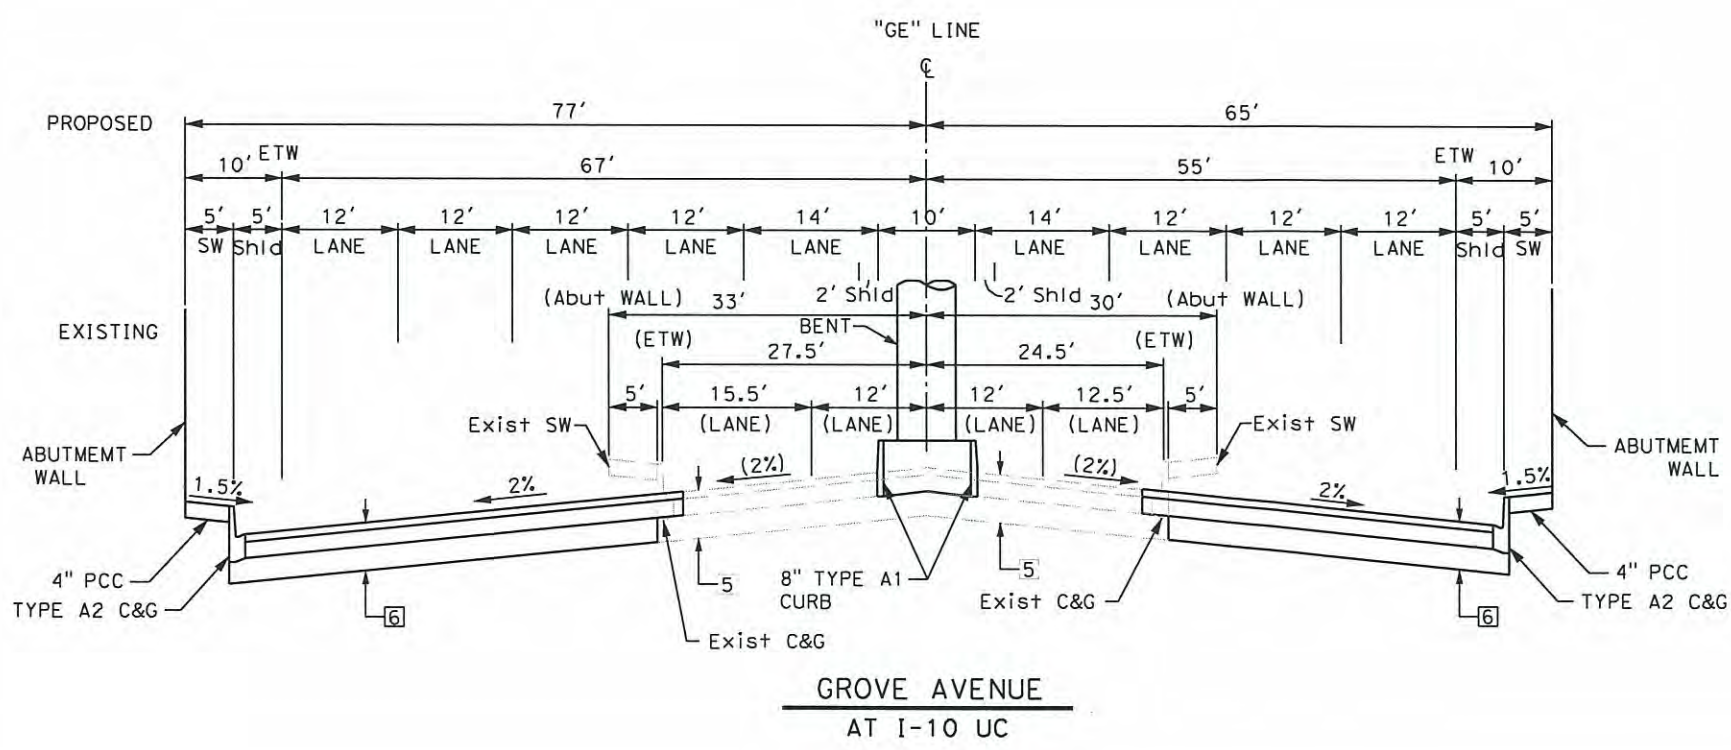 "GE" LINE
℄
PROPOSED
77′ 65′
10′ ETW 67′ 55′ ETW 10′
5′ 5′ 12′ 12′ 12′ 12′ 14′ 10′ 14′ 12′ 12′ 12′ 5′ 5′
SW Shld LANE LANE LANE LANE LANE LANE LANE LANE LANE Shld SW
(Abut WALL) 2′ Shld 2′ Shld (Abut WALL)
33′ 30′
EXISTING
BENT
(ETW) (ETW)
27.5′ 24.5′
5′ 15.5′ 12′ 12′ 12.5′ 5′
Exist SW (LANE) (LANE) (LANE) (LANE) Exist SW
ABUTMEMT
WALL
ABUTMEMT
WALL
1.5% 2% (2%) (2%) 2% 1.5%
4" PCC
TYPE A2 C&G
6
5
8" TYPE A1
CURB
5
Exist C&G
Exist C&G
4" PCC
TYPE A2 C&G
6
GROVE AVENUE
AT I-10 UC